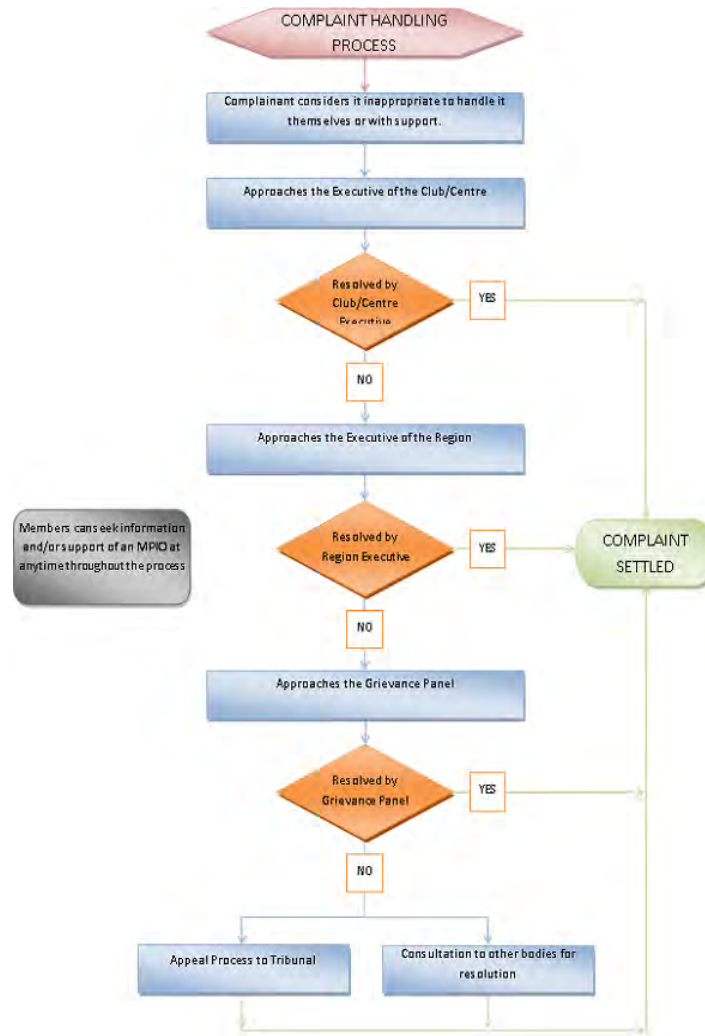 COMPLAINT HANDLING
PROCESS
Complainant considers it inappropriate to handle it
themselves or with support.
Approaches the Executive of the Club/Centre
Resolved by
Club/Centre
Executive
YES
NO
Approaches the Executive of the Region
Members can seek information
and/or support of an MPIO at
anytime throughout the process
Resolved by
Region Executive
YES
COMPLAINT
SETTLED
NO
Approaches the Grievance Panel
Resolved by
Grievance Panel
YES
NO
Appeal Process to Tribunal
Consultation to other bodies for
resolution